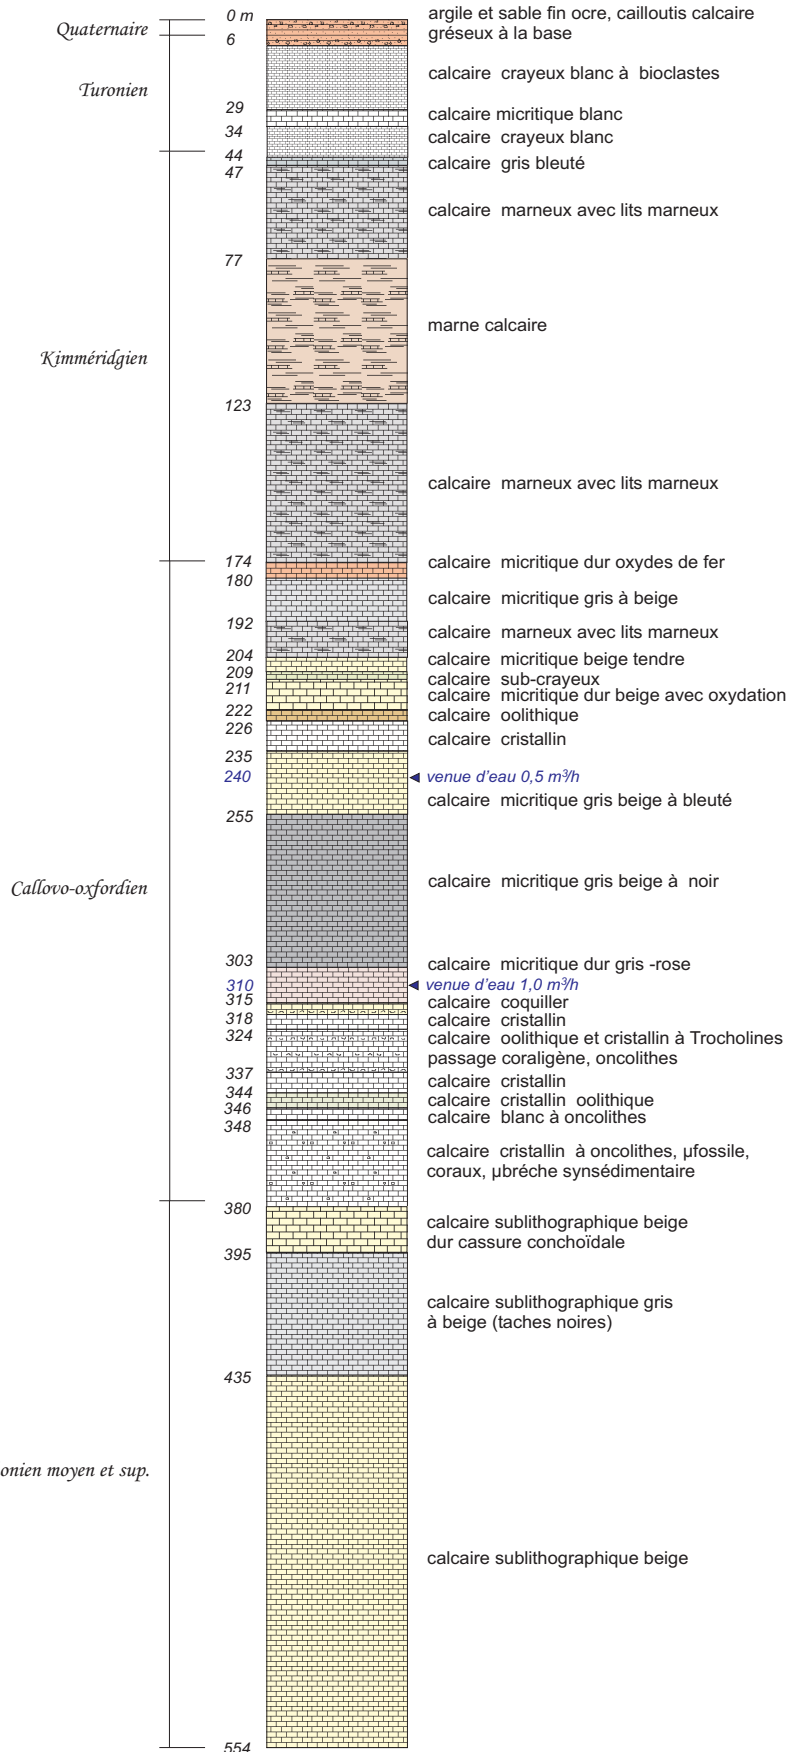 0 m
argile et sable fin ocre, cailloutis calcaire
Quaternaire
6
gréseux à la base
calcaire crayeux blanc à bioclastes
Turonien
29
calcaire micritique blanc
34
calcaire crayeux blanc
44
calcaire gris bleuté
47
calcaire marneux avec lits marneux
77
marne calcaire
Kimméridgien
123
calcaire marneux avec lits marneux
174
calcaire micritique dur oxydes de fer
180
calcaire micritique gris à beige
192
calcaire marneux avec lits marneux
204
calcaire micritique beige tendre
209
calcaire sub-crayeux
211
calcaire micritique dur beige avec oxydation
222
calcaire oolithique
226
calcaire cristallin
235
240
venue d'eau 0,5 m³/h
calcaire micritique gris beige à bleuté
255
calcaire micritique gris beige à noir
Callovo-oxfordien
303
calcaire micritique dur gris -rose
310
venue d'eau 1,0 m³/h
315
calcaire coquiller
318
calcaire cristallin
324
calcaire oolithique et cristallin à Trocholines
passage coraligène, oncolithes
337
calcaire cristallin
344
calcaire cristallin oolithique
346
calcaire blanc à oncolithes
348
calcaire cristallin à oncolithes, µfossile,
coraux, µbréche synsédimentaire
380
calcaire sublithographique beige
dur cassure conchoïdale
395
calcaire sublithographique gris
à beige (taches noires)
435
moyen et sup.
calcaire sublithographique beige
554